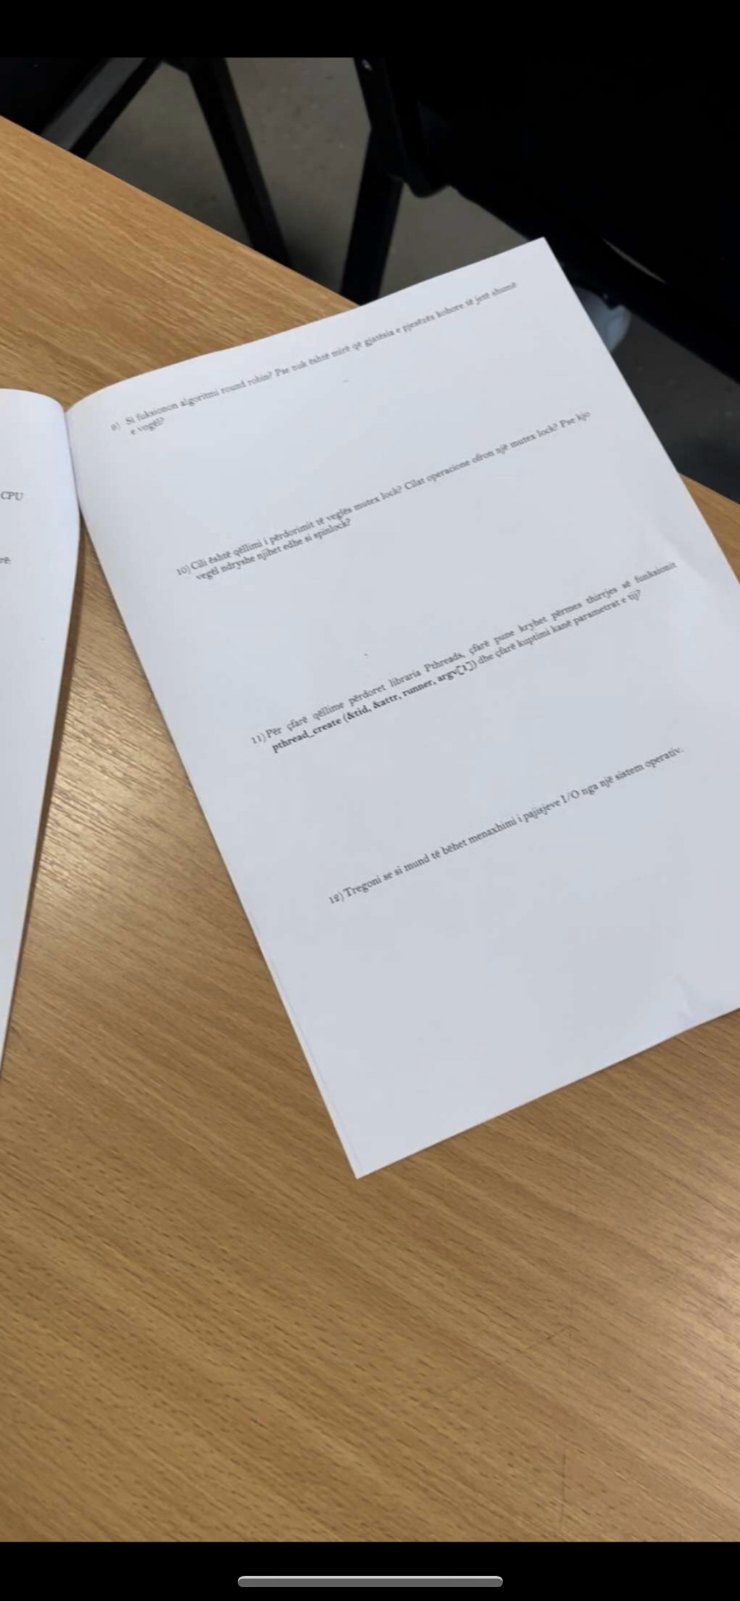 CPU
9) Si fuksionon algoritmi round robin? Pse nuk është mirë që gjatësia e pjesëzës kohore të jetë shumë
e vogël?
10) Cili është qëllimi i përdorimit të veglës mutex lock? Cilat operacione ofron një mutex lock? Pse kjo
vegël ndryshe njihet edhe si spinlock?
11) Për çfarë qëllime përdoret libraria Pthreads, çfarë pune kryhet përmes thirrjes së funksionit
pthread_create (&tid, &attr, runner, argv[1]) dhe çfarë kuptimi kanë parametrat e tij?
12) Tregoni se si mund të bëhet menaxhimi i pajisjeve I/O nga një sistem operativ.